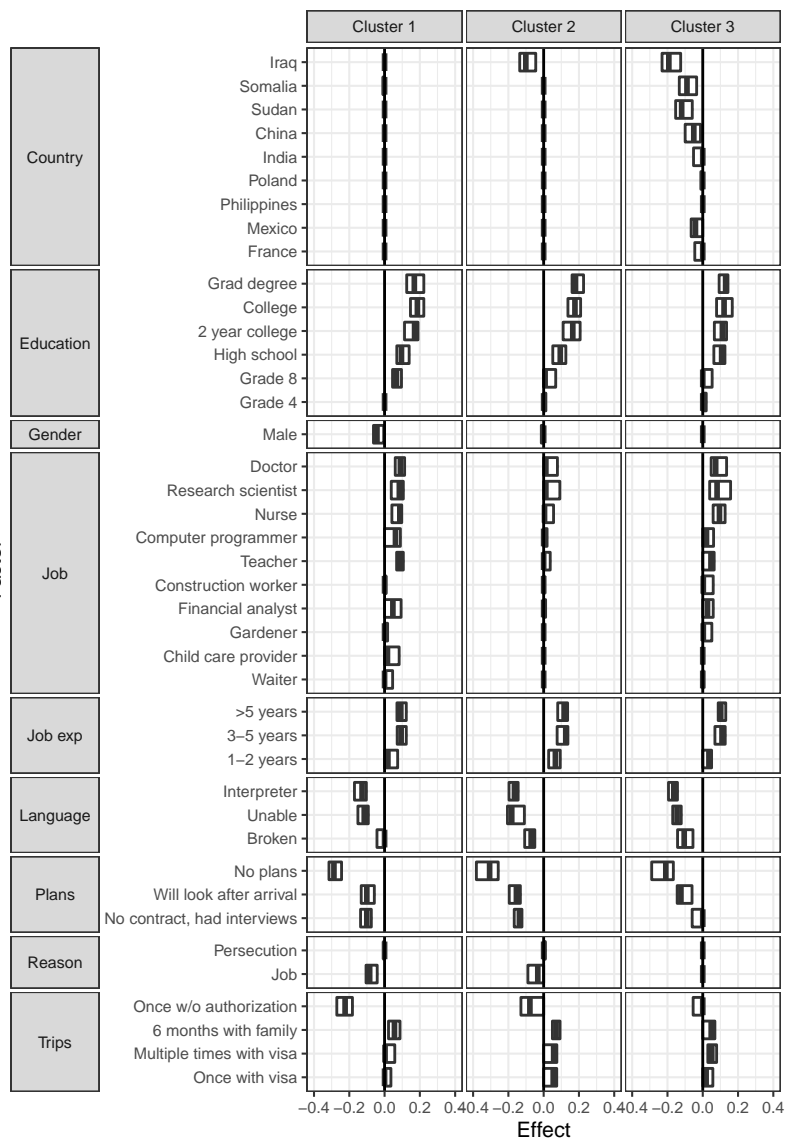 Cluster 1 Cluster 2 Cluster 3
Country
Iraq
Somalia
Sudan
China
India
Poland
Philippines
Mexico
France
Education
Grad degree
College
2 year college
High school
Grade 8
Grade 4
Gender
Male
Job
Doctor
Research scientist
Nurse
Computer programmer
Teacher
Construction worker
Financial analyst
Gardener
Child care provider
Waiter
Job exp
>5 years
3−5 years
1−2 years
Language
Interpreter
Unable
Broken
Plans
No plans
Will look after arrival
No contract, had interviews
Reason
Persecution
Job
Trips
Once w/o authorization
6 months with family
Multiple times with visa
Once with visa
−0.4 −0.2 0.0 0.2 0.4 −0.4 −0.2 0.0 0.2 0.4 −0.4 −0.2 0.0 0.2 0.4
Effect